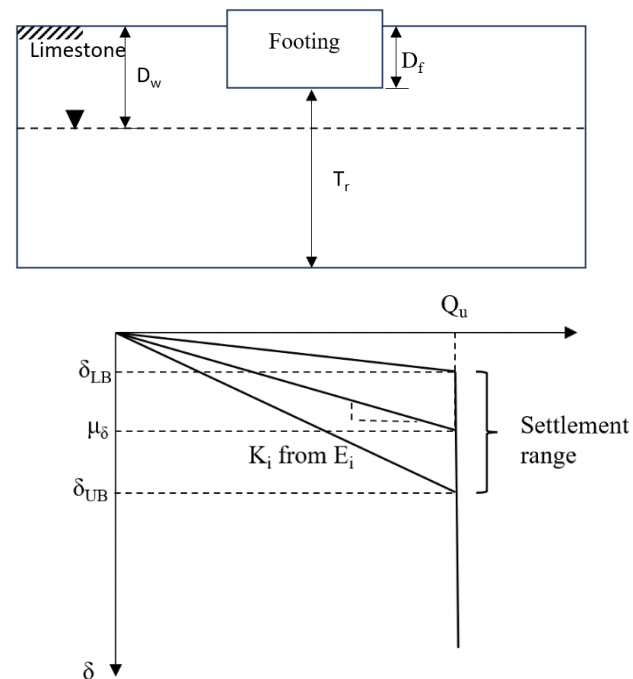 Footing
Limestone
D_w
D_f
T_r
Q_u
δ_LB
μ_δ
K_i from E_i
δ_UB
Settlement
range
δ